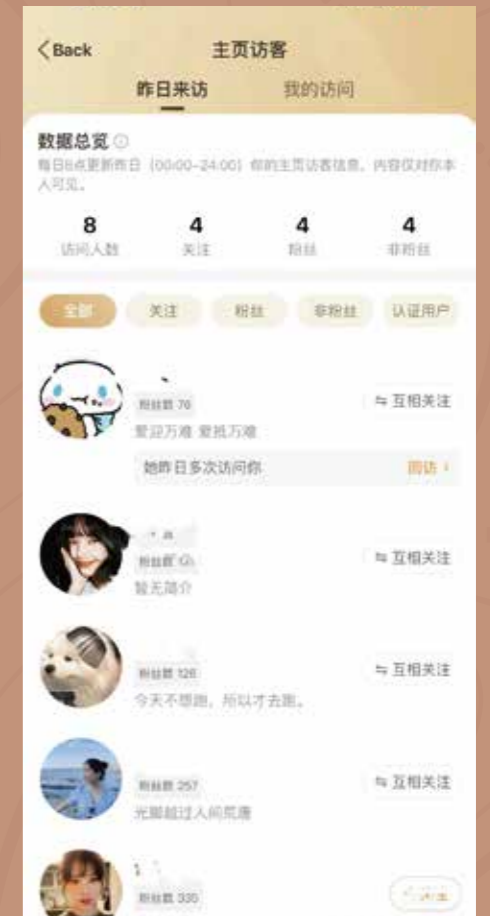 Back
主页访客
昨日来访
我的访问
数据总览
每日8点更新昨日（00:00-24:00）你的主页访客信息，内容仅对你本
人可见。
8
4
4
4
访问人数
关注
粉丝
非粉丝
全部
关注
粉丝
非粉丝
认证用户
粉丝数 76
互相关注
爱迎万难 爱抵万难
她昨日多次访问你
回访
粉丝数
互相关注
暂无简介
粉丝数 126
互相关注
今天不想跑，所以才去跑。
粉丝数 257
互相关注
光脚越过人间荒唐
粉丝数 335